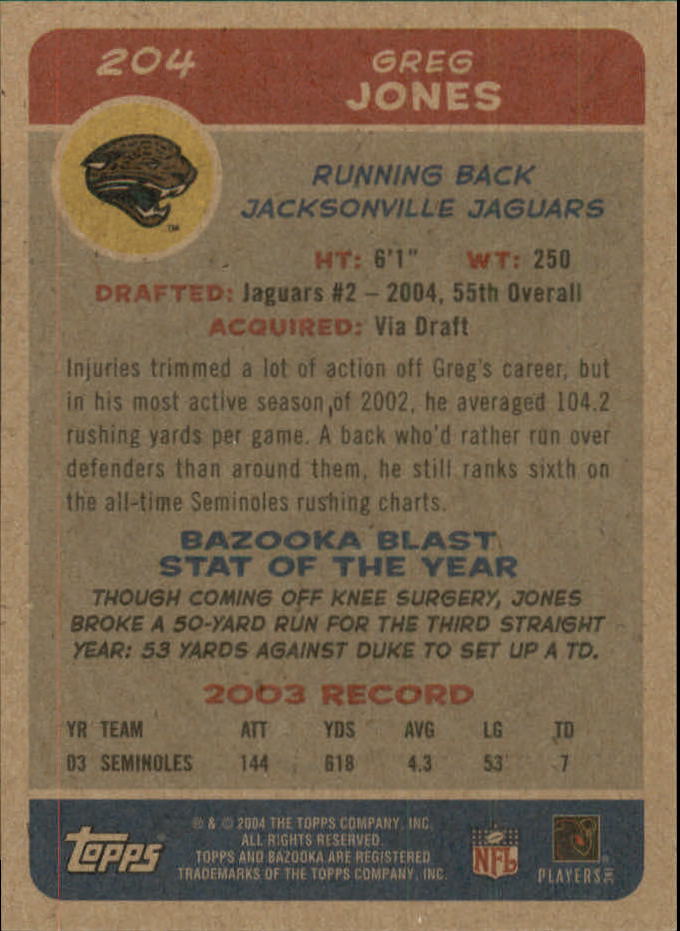 204
GREG
JONES
RUNNING BACK
JACKSONVILLE JAGUARS
TM
HT: 6'1" WT: 250
DRAFTED: Jaguars #2 – 2004, 55th Overall
ACQUIRED: Via Draft
Injuries trimmed a lot of action off Greg's career, but
in his most active season of 2002, he averaged 104.2
rushing yards per game. A back who'd rather run over
defenders than around them, he still ranks sixth on
the all-time Seminoles rushing charts.
BAZOOKA BLAST
STAT OF THE YEAR
THOUGH COMING OFF KNEE SURGERY, JONES
BROKE A 50-YARD RUN FOR THE THIRD STRAIGHT
YEAR: 53 YARDS AGAINST DUKE TO SET UP A TD.
2003 RECORD
YR TEAM ATT YDS AVG LG TD
03 SEMINOLES 144 618 4.3 53 7
topps
® & © 2004 THE TOPPS COMPANY, INC.
ALL RIGHTS RESERVED.
TOPPS AND BAZOOKA ARE REGISTERED
TRADEMARKS OF THE TOPPS COMPANY, INC.
NFL
PLAYERS INC